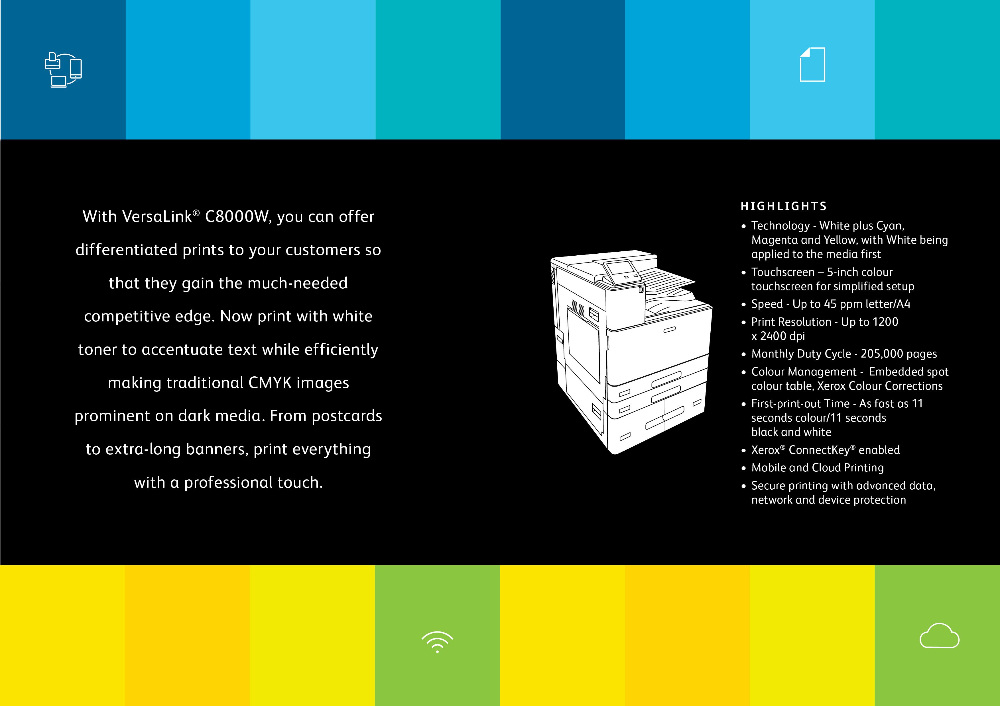 With VersaLink® C8000W, you can offer
differentiated prints to your customers so
that they gain the much-needed
competitive edge. Now print with white
toner to accentuate text while efficiently
making traditional CMYK images
prominent on dark media. From postcards
to extra-long banners, print everything
with a professional touch.
HIGHLIGHTS
• Technology - White plus Cyan,
Magenta and Yellow, with White being
applied to the media first
• Touchscreen – 5-inch colour
touchscreen for simplified setup
• Speed - Up to 45 ppm letter/A4
• Print Resolution - Up to 1200
x 2400 dpi
• Monthly Duty Cycle - 205,000 pages
• Colour Management -  Embedded spot
colour table, Xerox Colour Corrections
• First-print-out Time - As fast as 11
seconds colour/11 seconds
black and white
• Xerox® ConnectKey® enabled
• Mobile and Cloud Printing
• Secure printing with advanced data,
network and device protection